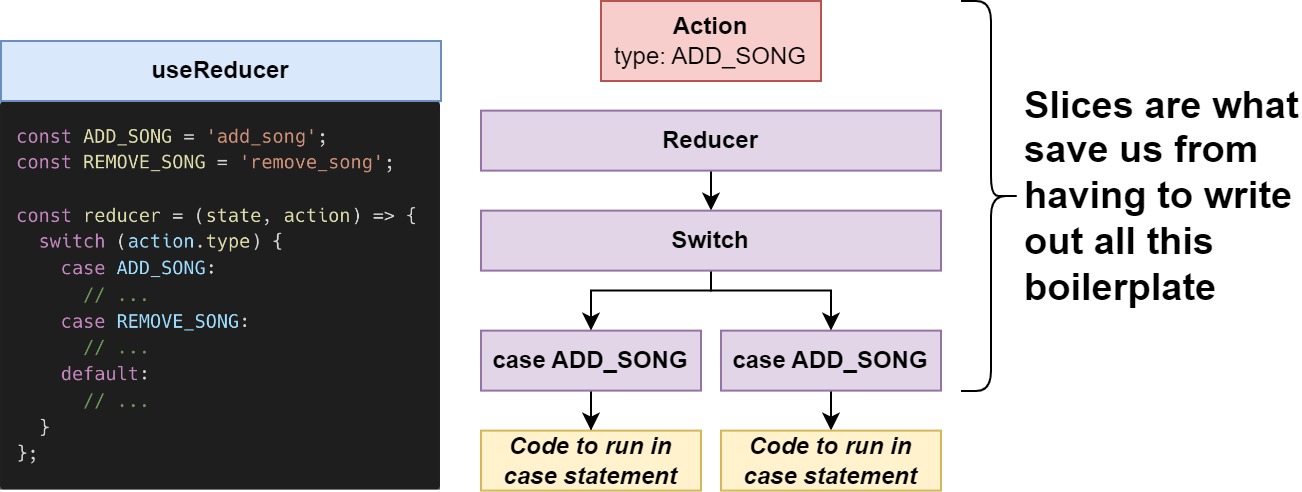 useReducer
const ADD_SONG = 'add_song';
const REMOVE_SONG = 'remove_song';
const reducer = (state, action) => {
  switch (action.type) {
    case ADD_SONG:
      // ...
    case REMOVE_SONG:
      // ...
    default:
      // ...
  }
};
Action
type: ADD_SONG
Reducer
Switch
case ADD_SONG
case ADD_SONG
Code to run in
case statement
Code to run in
case statement
Slices are what
save us from
having to write
out all this
boilerplate